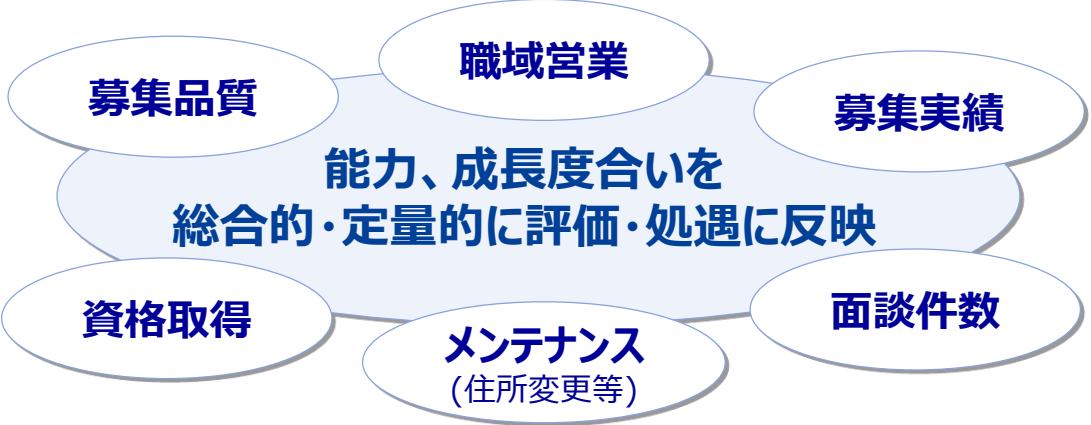 職域営業
募集品質
募集実績
能力、成長度合いを
総合的・定量的に評価・処遇に反映
資格取得
面談件数
メンテナンス
(住所変更等)